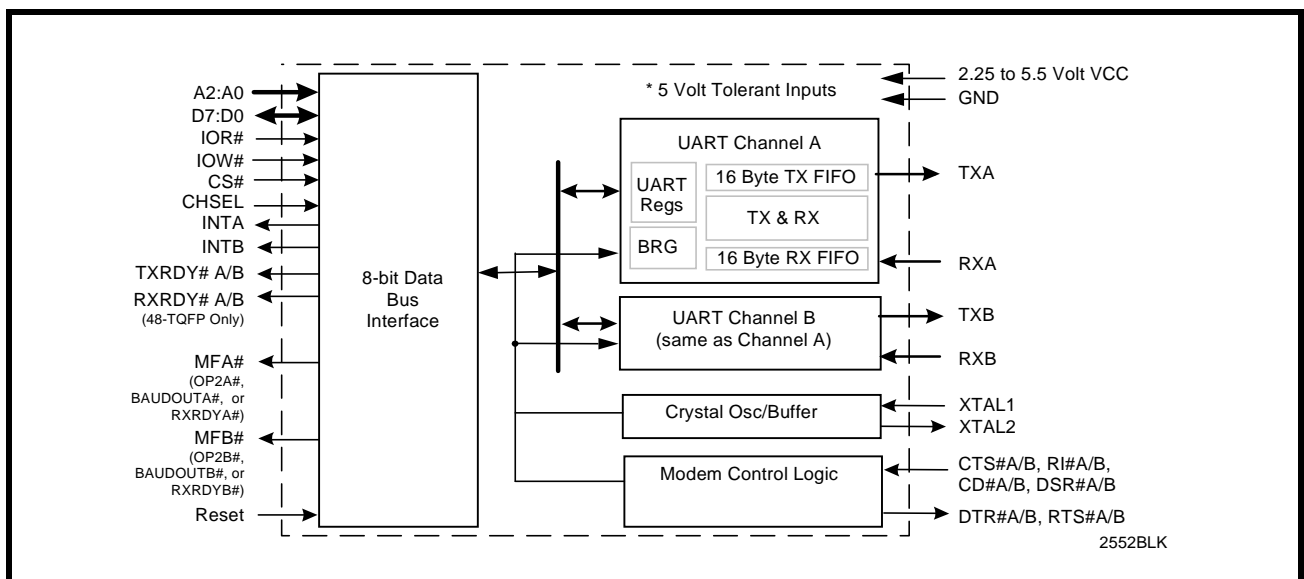 A2:A0
D7:D0
IOR#
IOW#
CS#
CHSEL
INTA
INTB
TXRDY# A/B
RXRDY# A/B
(48-TQFP Only)
MFA#
(OP2A#,
BAUDOUTA#, or
RXRDYA#)
MFB#
(OP2B#,
BAUDOUTB#, or
RXRDYB#)
Reset
8-bit Data
Bus
Interface
* 5 Volt Tolerant Inputs
UART Channel A
UART
Regs
BRG
16 Byte TX FIFO
TX & RX
16 Byte RX FIFO
UART Channel B
(same as Channel A)
Crystal Osc/Buffer
Modem Control Logic
2.25 to 5.5 Volt VCC
GND
TXA
RXA
TXB
RXB
XTAL1
XTAL2
CTS#A/B, RI#A/B,
CD#A/B, DSR#A/B
DTR#A/B, RTS#A/B
2552BLK